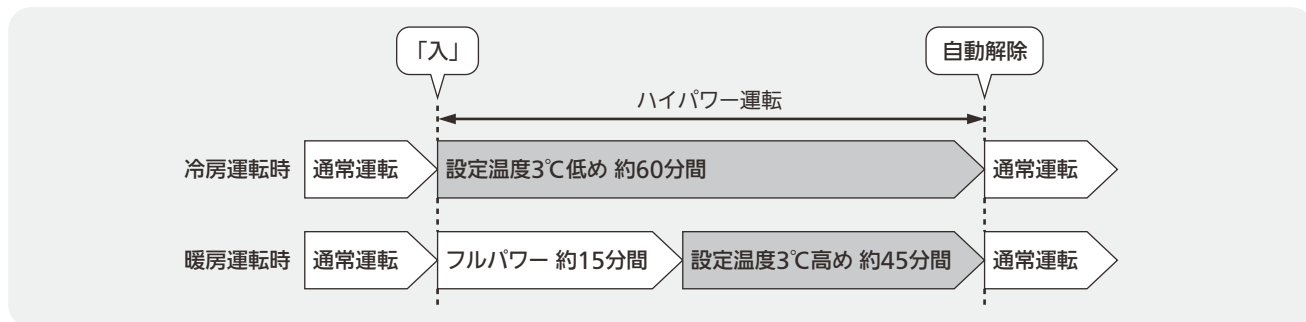 「入」
自動解除
ハイパワー運転
冷房運転時 通常運転 設定温度3℃低め 約60分間 通常運転
暖房運転時 通常運転 フルパワー 約15分間 設定温度3℃高め 約45分間 通常運転